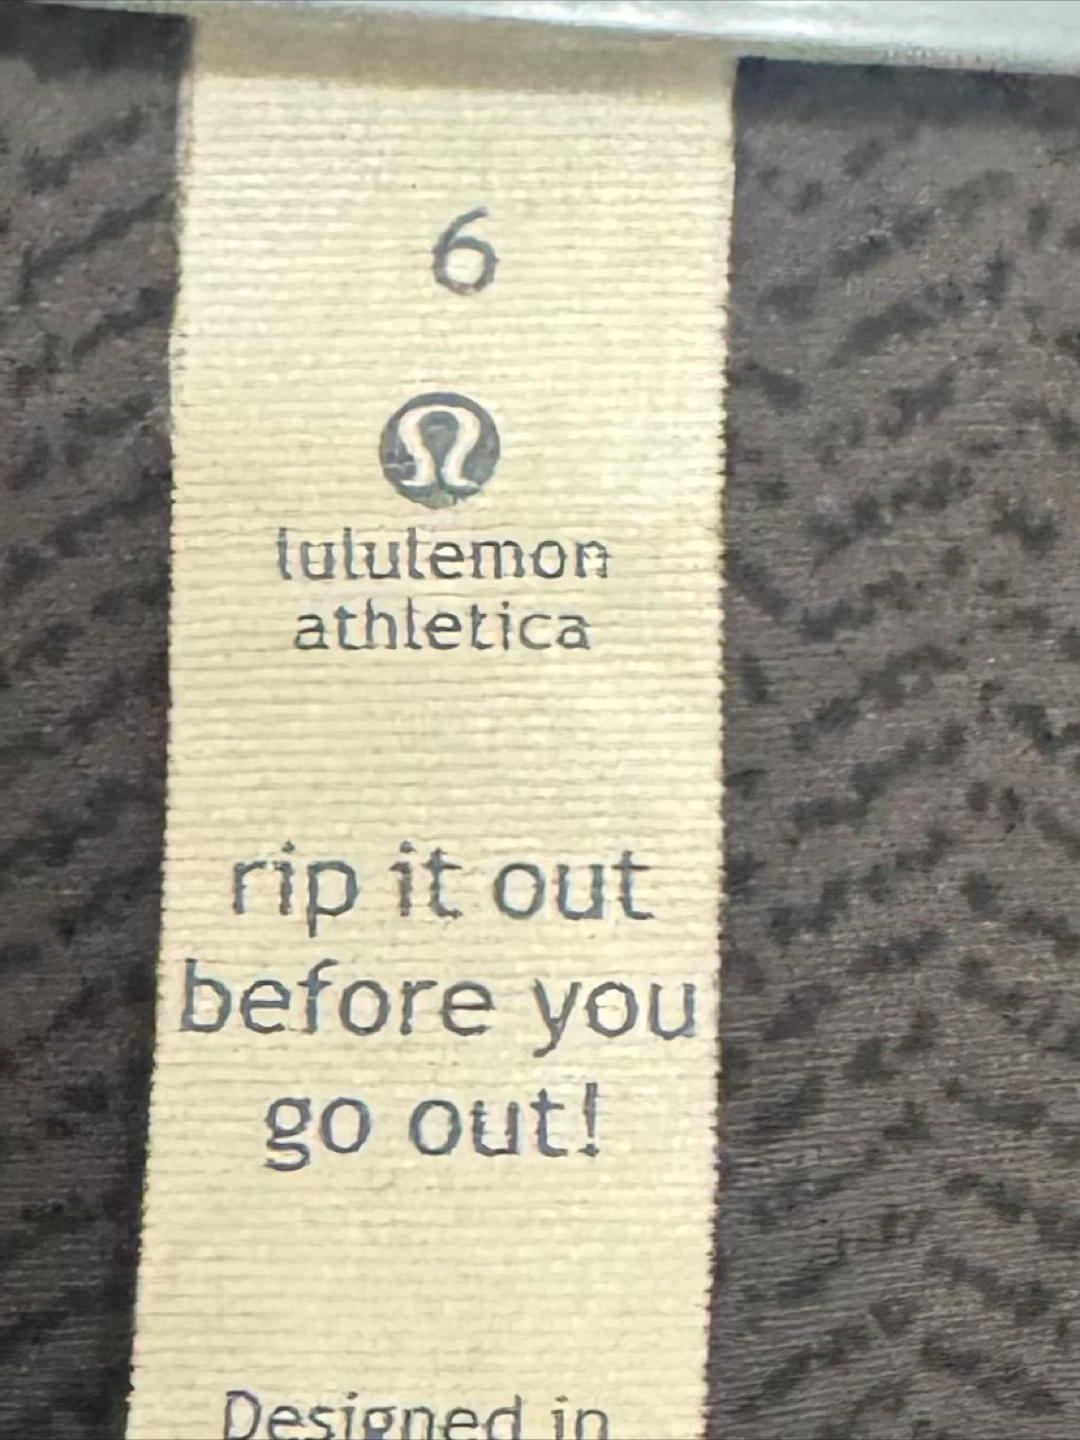 6
lululemon
athletica
rip it out
before you
go out!
Designed in